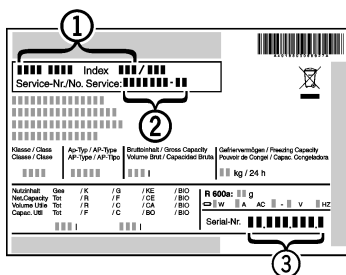 1
Index /
Service-Nr./No. Service: -
2
Klasse / Class
Classe / Clase
Ap-Typ / AP-Type
AP-Type / AP-Tipo
Bruttoinhalt / Gross Capacity
Volume Brut / Capacidad Bruta
Gefriervermögen / Freezing Capacity
Pouvoir de Congel / Capac. Congeladora
l
kg / 24 h
Nutzinhalt Ges / K / G / KE / BIO
Net.Capacity Tot / R / F / CE / BIO
Volume Utile Tot / R / C / CA / BIO
Capac. Util Tot / F / C / BO / BIO
l l
R 600a: g
W A AC - V HZ
Serial-Nr.
3